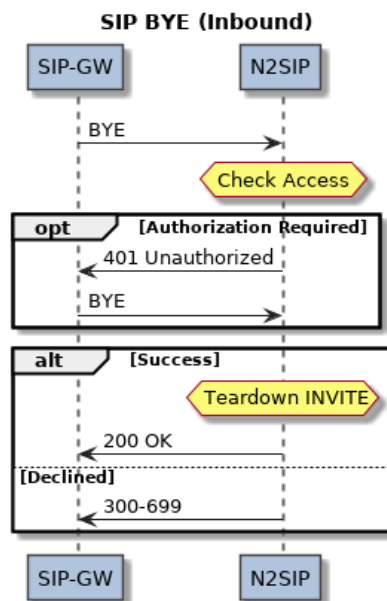 SIP BYE (Inbound)
SIP-GW N2SIP
BYE
Check Access
opt [Authorization Required]
401 Unauthorized
BYE
alt [Success]
Teardown INVITE
200 OK
[Declined]
300-699
SIP-GW N2SIP